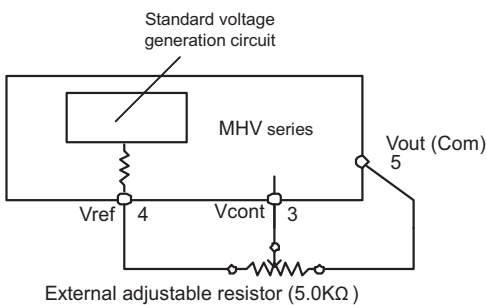 Standard voltage
generation circuit
MHV series
Vout (Com)
5
Vref 4
Vcont 3
External adjustable resistor (5.0KΩ)